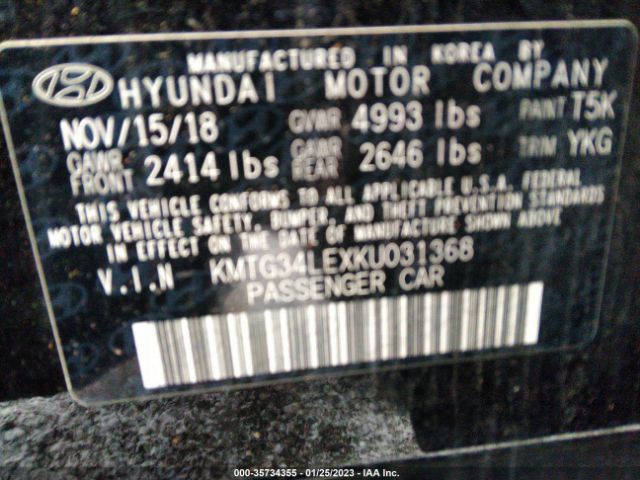 MANUFACTURED IN KOREA BY
HYUNDAI MOTOR COMPANY
NOV/15/18 GVWR 4993 lbs PAINT T5K
GAWR FRONT 2414 lbs GAWR REAR 2646 lbs TRIM YKG
THIS VEHICLE CONFORMS TO ALL APPLICABLE U.S.A. FEDERAL
MOTOR VEHICLE SAFETY, BUMPER, AND THEFT PREVENTION STANDARDS
IN EFFECT ON THE DATE OF MANUFACTURE SHOWN ABOVE
V.I.N KMTG34LEXKU031368
PASSENGER CAR
000-35734355 — 01/25/2023 — IAA Inc.